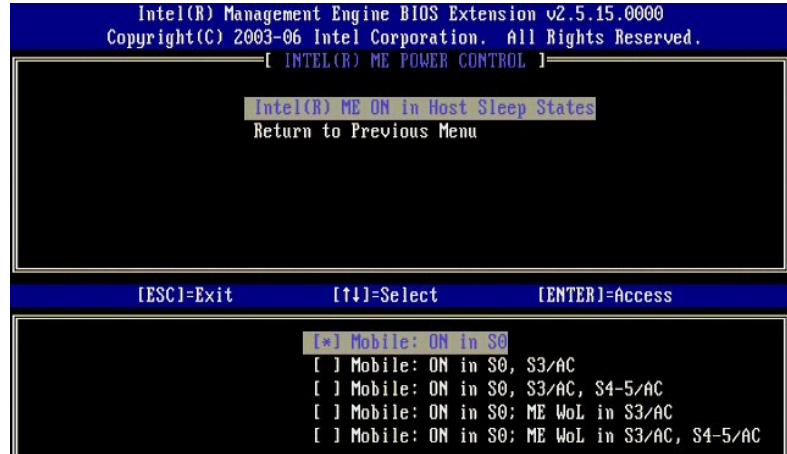 Intel(R) Management Engine BIOS Extension v2.5.15.0000
Copyright(C) 2003-06 Intel Corporation. All Rights Reserved.
[ INTEL(R) ME POWER CONTROL ]
Intel(R) ME ON in Host Sleep States
Return to Previous Menu
[ESC]=Exit [↑↓]=Select [ENTER]=Access
[*] Mobile: ON in S0
[ ] Mobile: ON in S0, S3/AC
[ ] Mobile: ON in S0, S3/AC, S4-5/AC
[ ] Mobile: ON in S0; ME WoL in S3/AC
[ ] Mobile: ON in S0; ME WoL in S3/AC, S4-5/AC